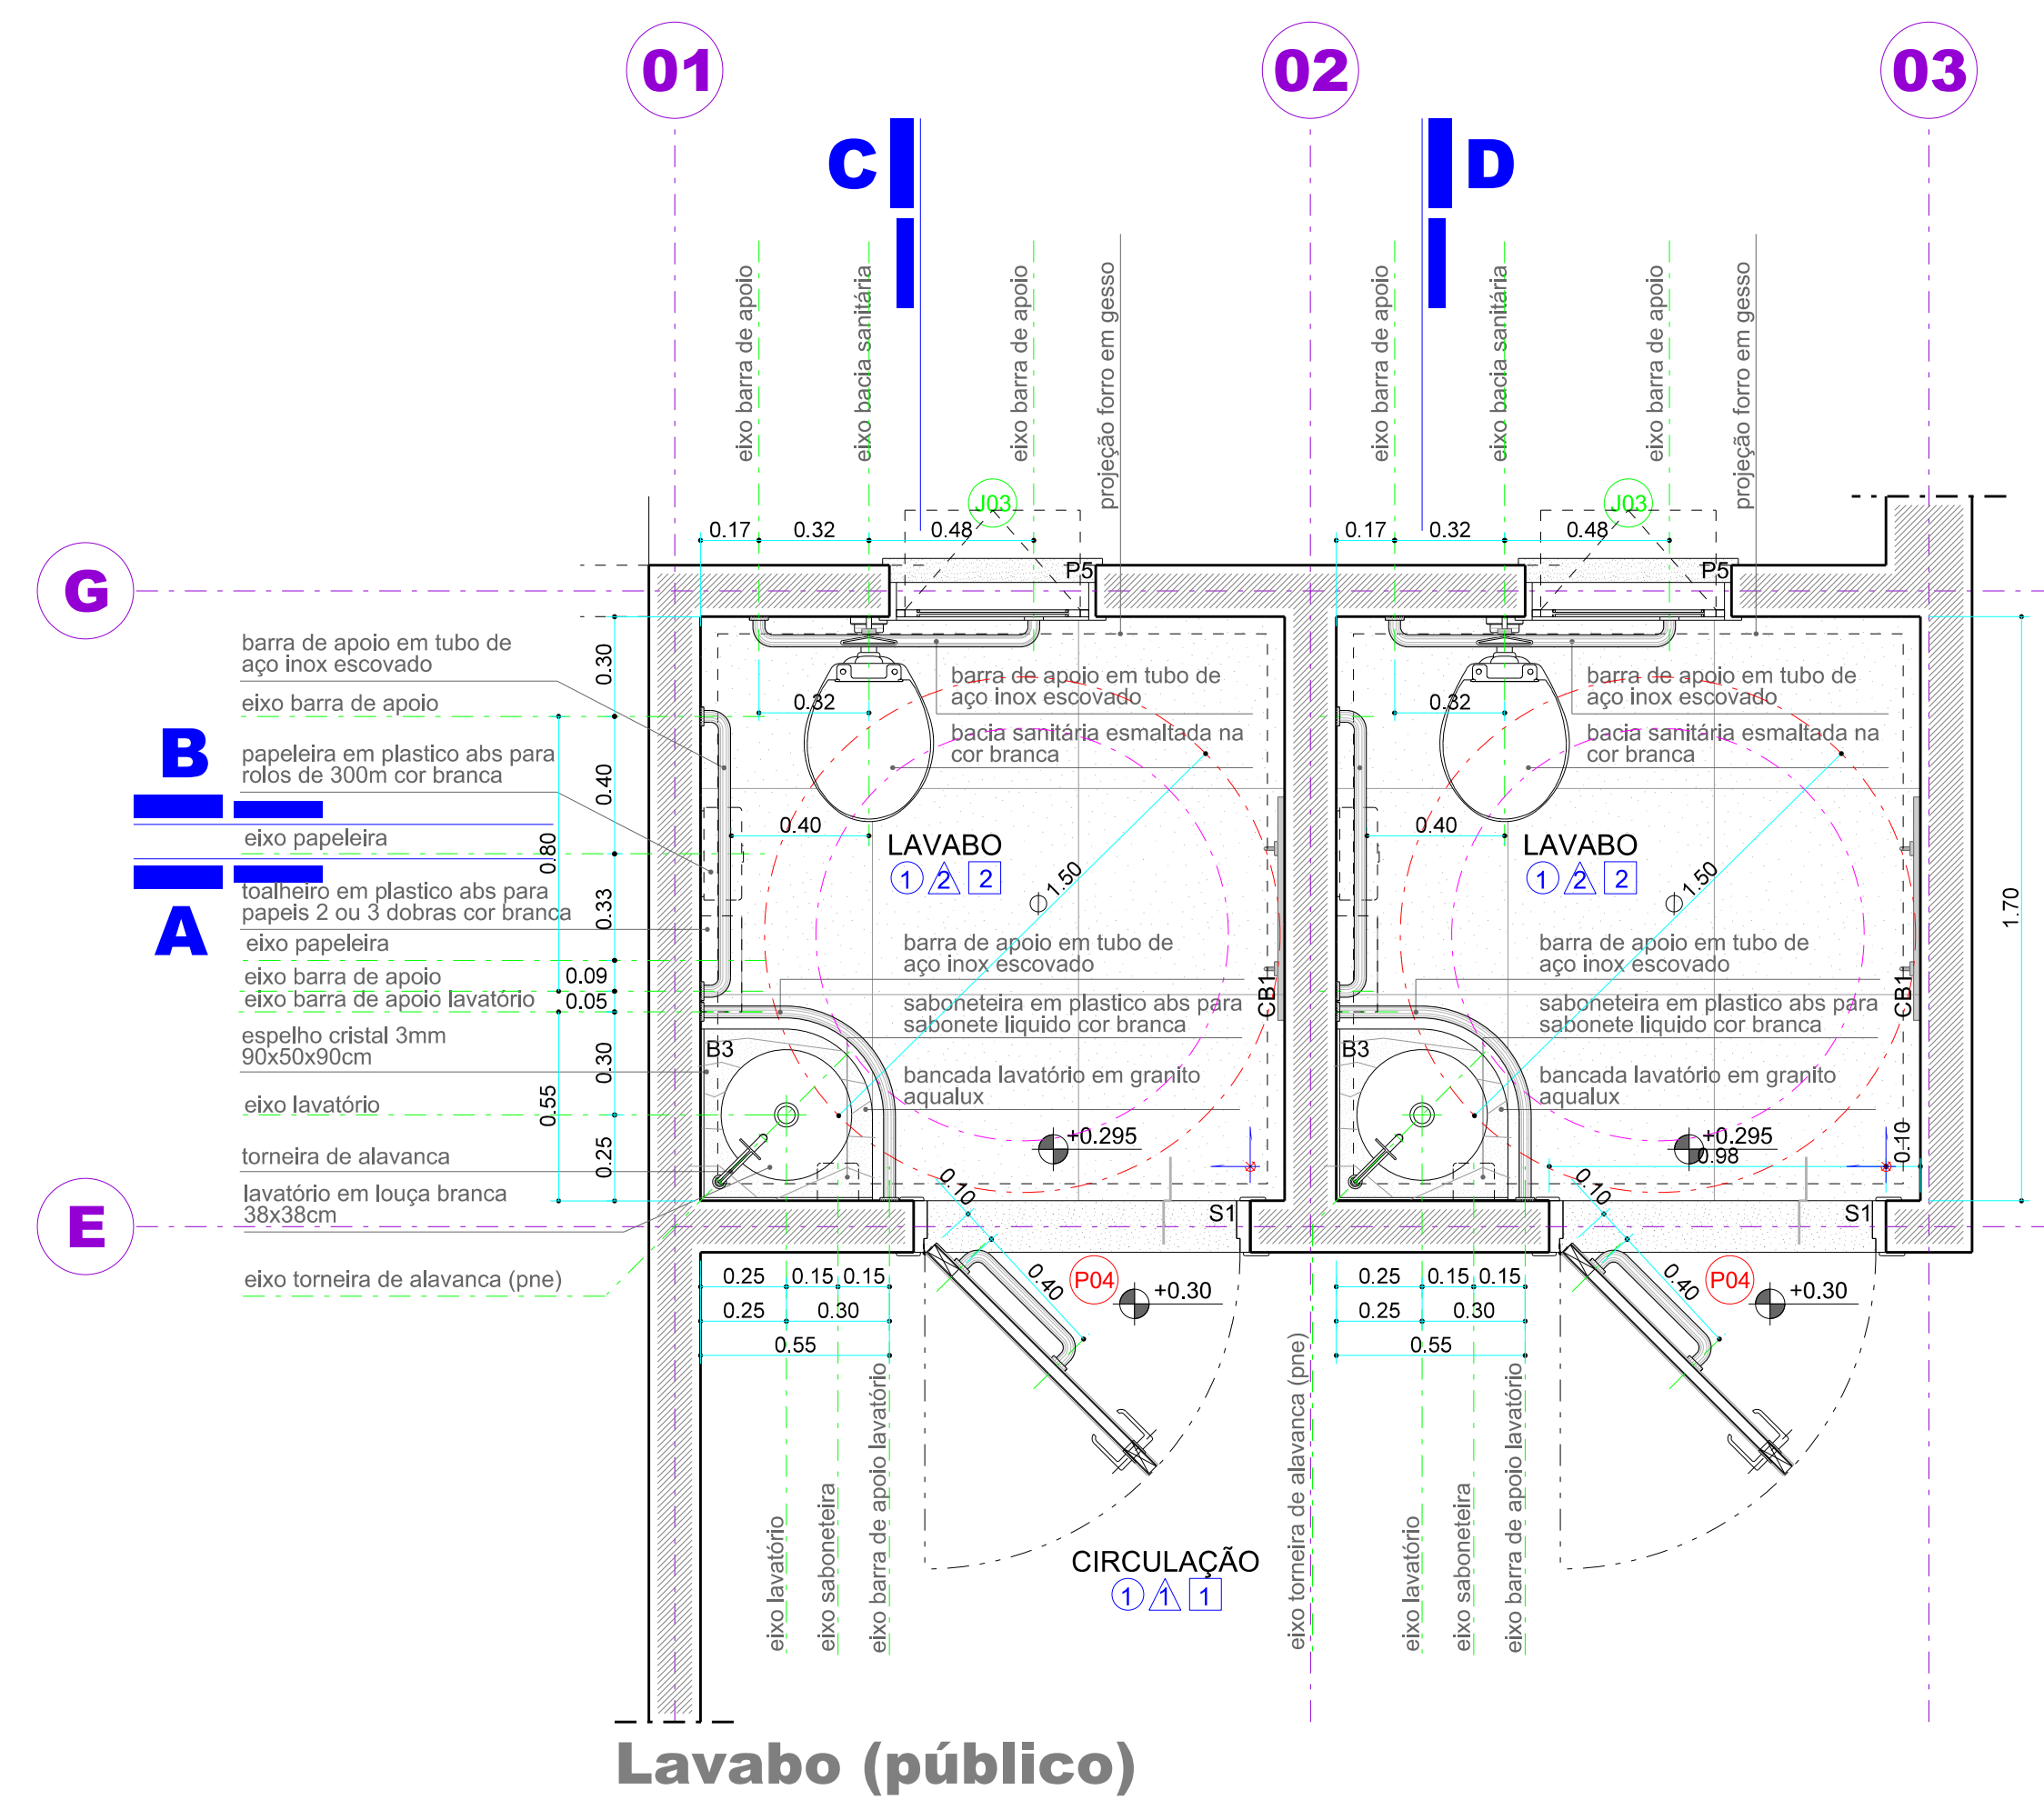 01
02
03
C
D
eixo barra de apoio
eixo bacia sanitária
eixo barra de apoio
projeção forro em gesso
eixo barra de apoio
eixo bacia sanitária
eixo barra de apoio
projeção forro em gesso
J03
J03
0.17
0.32
0.48
0.17
0.32
0.48
P5
P5
G
barra de apoio em tubo de
aço inox escovado
eixo barra de apoio
B
papeleira em plastico abs para
rolos de 300m cor branca
eixo papeleira
toalheiro em plastico abs para
papeis 2 ou 3 dobras cor branca
A
eixo papeleira
eixo barra de apoio
eixo barra de apoio lavatório
espelho cristal 3mm
90x50x90cm
eixo lavatório
torneira de alavanca
lavatório em louça branca
38x38cm
eixo torneira de alavanca (pne)
E
0.30
0.40
0.80
0.33
0.09
0.05
0.30
0.55
0.25
barra de apoio em tubo de
aço inox escovado
0.32
bacia sanitária esmaltada na
cor branca
0.40
LAVABO
1 2 2
1.50
barra de apoio em tubo de
aço inox escovado
saboneteira em plastico abs para
sabonete liquido cor branca
CB1
B3
bancada lavatório em granito
aqualux
+0.295
0.10
S1
barra de apoio em tubo de
aço inox escovado
0.32
bacia sanitária esmaltada na
cor branca
0.40
LAVABO
1 2 2
1.50
barra de apoio em tubo de
aço inox escovado
saboneteira em plastico abs para
sabonete liquido cor branca
CB1
B3
bancada lavatório em granito
aqualux
+0.295
0.98
0.10
0.10
S1
1.70
0.25
0.15
0.15
0.25
0.30
0.55
0.40
P04
+0.30
0.25
0.15
0.15
0.25
0.30
0.55
0.40
P04
+0.30
eixo lavatório
eixo saboneteira
eixo barra de apoio lavatório
eixo torneira de alavanca (pne)
eixo lavatório
eixo saboneteira
eixo barra de apoio lavatório
CIRCULAÇÃO
1 1 1
Lavabo (público)